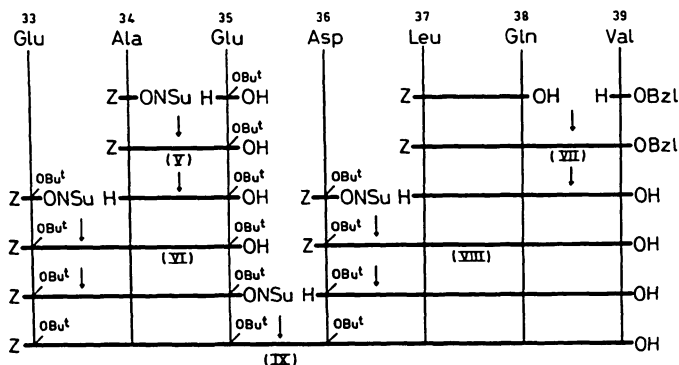 33 34 35 36 37 38 39
Glu Ala Glu Asp Leu Gln Val
OBuᵗ
Z ONSu H OH Z OH H OBzl
OBuᵗ
Z OH Z OBzl
(V) (VII)
OBuᵗ OBuᵗ OBuᵗ
Z ONSu H OH Z ONSu H OH
OBuᵗ OBuᵗ OBuᵗ
Z OH Z OH
(VI) (VIII)
OBuᵗ OBuᵗ OBuᵗ
Z ONSu H OH
OBuᵗ OBuᵗ OBuᵗ
Z OH
(IX)